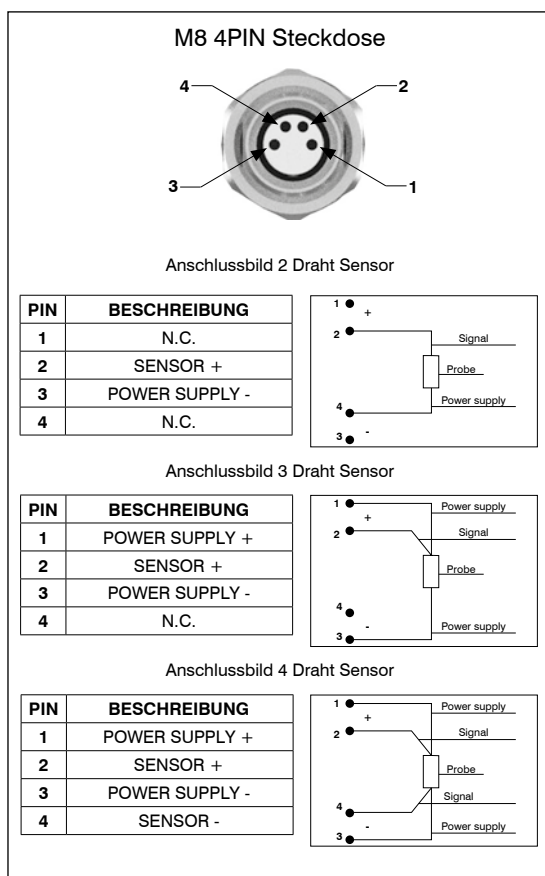 M8 4PIN Steckdose
4
2
3
1
Anschlussbild 2 Draht Sensor
PIN BESCHREIBUNG
1 N.C.
2 SENSOR +
3 POWER SUPPLY -
4 N.C.
1
+
2
Signal
Probe
4
Power supply
3 -
Anschlussbild 3 Draht Sensor
PIN BESCHREIBUNG
1 POWER SUPPLY +
2 SENSOR +
3 POWER SUPPLY -
4 N.C.
1
Power supply
+
2
Signal
Probe
4
-
Power supply
3
Anschlussbild 4 Draht Sensor
PIN BESCHREIBUNG
1 POWER SUPPLY +
2 SENSOR +
3 POWER SUPPLY -
4 SENSOR -
1
Power supply
+
2
Signal
Probe
Signal
4
-
Power supply
3